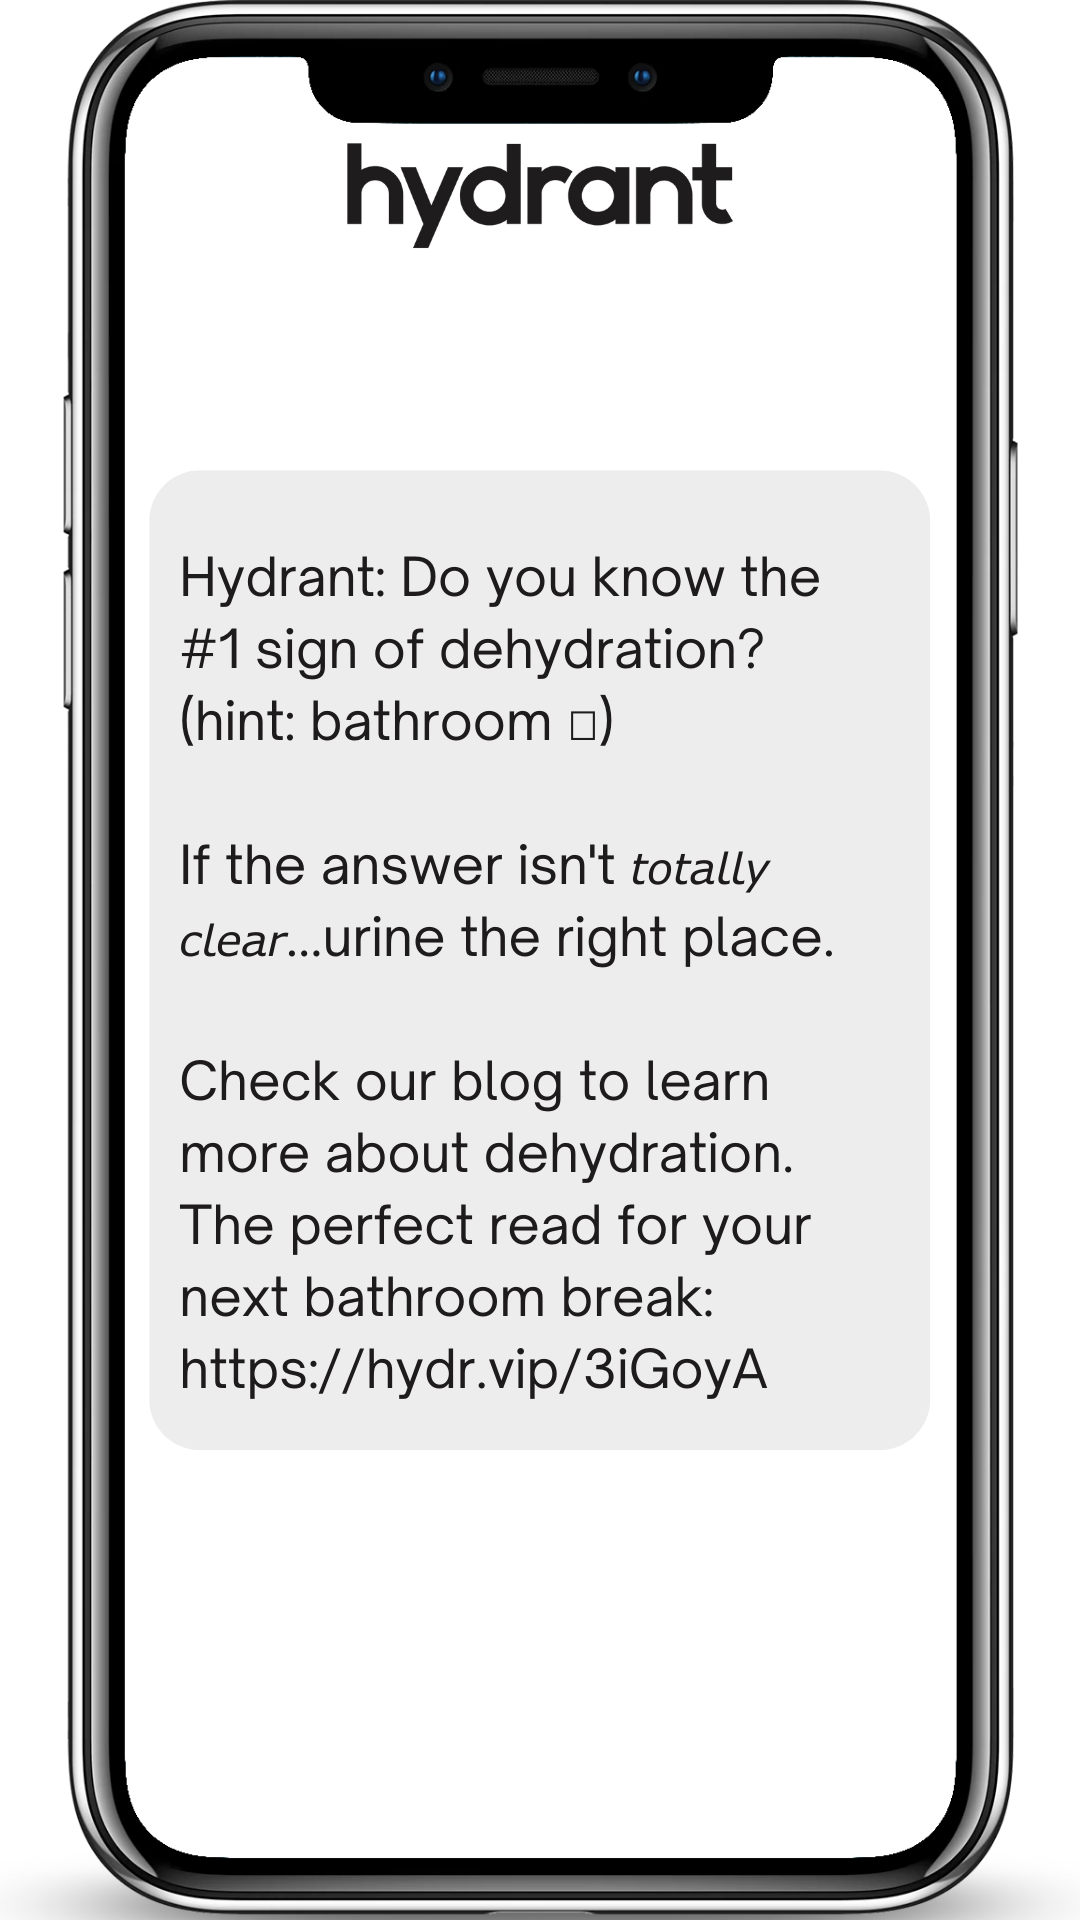 hydrant
Hydrant: Do you know the
#1 sign of dehydration?
(hint: bathroom □)
If the answer isn't totally
clear...urine the right place.
Check our blog to learn
more about dehydration.
The perfect read for your
next bathroom break:
https://hydr.vip/3iGoyA